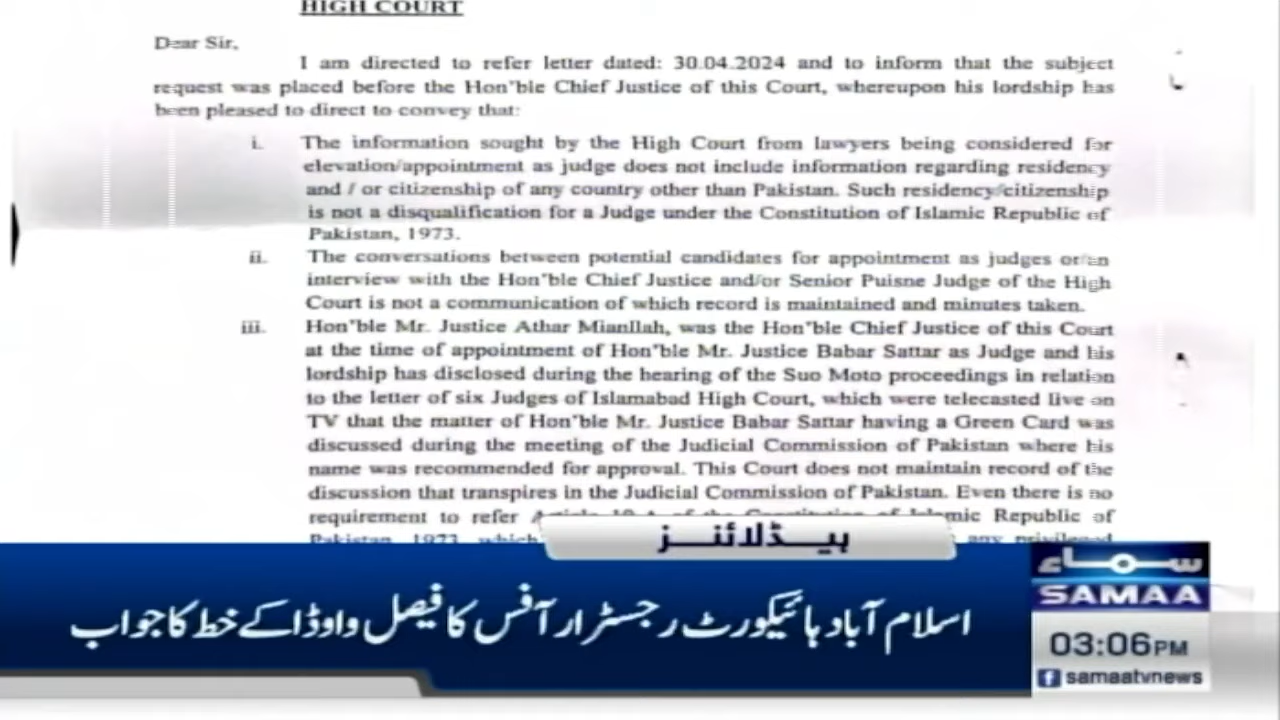 HIGH COURT
Dear Sir,
I am directed to refer letter dated: 30.04.2024 and to inform that the subject
request was placed before the Hon'ble Chief Justice of this Court, whereupon his lordship has
been pleased to direct to convey that:
i. The information sought by the High Court from lawyers being considered for
elevation/appointment as judge does not include information regarding residency
and / or citizenship of any country other than Pakistan. Such residency/citizenship
is not a disqualification for a Judge under the Constitution of Islamic Republic of
Pakistan, 1973.
ii. The conversations between potential candidates for appointment as judges or/an
interview with the Hon'ble Chief Justice and/or Senior Puisne Judge of the High
Court is not a communication of which record is maintained and minutes taken.
iii. Hon'ble Mr. Justice Athar Mianllah, was the Hon'ble Chief Justice of this Court
at the time of appointment of Hon'ble Mr. Justice Babar Sattar as Judge and his
lordship has disclosed during the hearing of the Suo Moto proceedings in relation
to the letter of six Judges of Islamabad High Court, which were telecasted live on
TV that the matter of Hon'ble Mr. Justice Babar Sattar having a Green Card was
discussed during the meeting of the Judicial Commission of Pakistan where his
name was recommended for approval. This Court does not maintain record of the
discussion that transpires in the Judicial Commission of Pakistan. Even there is no
requirement to refer of the Republic of
Pakistan, 1973, which any privileged
ہیڈلائنز
اسلام آباد ہائیکورٹ رجسٹرار آفس کا فیصل واوڈا کے خط کا جواب
سماء
SAMAA
03:06 PM
samaatvnews